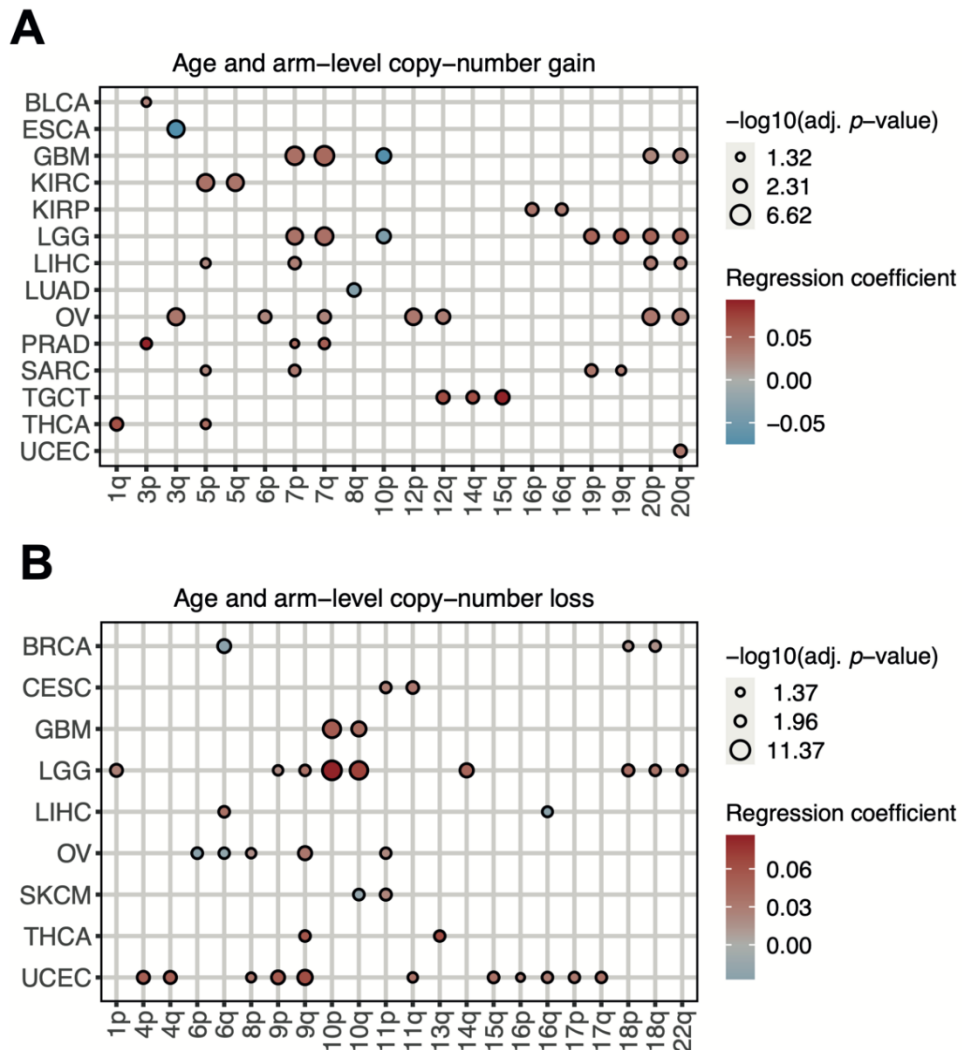 A
Age and arm−level copy−number gain
BLCA
ESCA
GBM
KIRC
KIRP
LGG
LIHC
LUAD
OV
PRAD
SARC
TGCT
THCA
UCEC
1q 3p 3q 5p 5q 6p 7p 7q 8q 10p 12p 12q 14q 15q 16p 16q 19p 19q 20p 20q
−log10(adj. p−value)
1.32
2.31
6.62
Regression coefficient
0.05
0.00
−0.05
B
Age and arm−level copy−number loss
BRCA
CESC
GBM
LGG
LIHC
OV
SKCM
THCA
UCEC
1p 4p 4q 6p 6q 8p 9p 9q 10p 10q 11p 11q 13q 14q 15q 16p 16q 17p 17q 18p 18q 22q
−log10(adj. p−value)
1.37
1.96
11.37
Regression coefficient
0.06
0.03
0.00